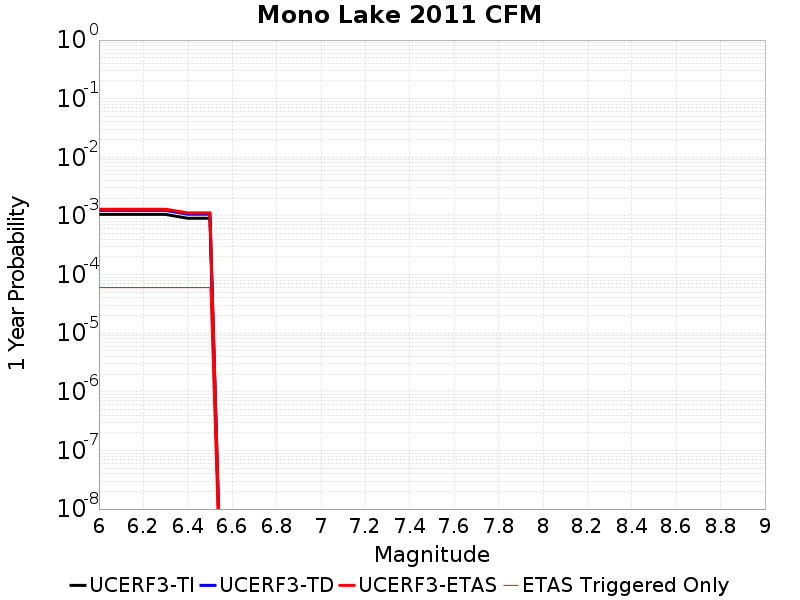 Mono Lake 2011 CFM
1 Year Probability
10^0
10^-1
10^-2
10^-3
10^-4
10^-5
10^-6
10^-7
10^-8
6 6.2 6.4 6.6 6.8 7 7.2 7.4 7.6 7.8 8 8.2 8.4 8.6 8.8 9
Magnitude
UCERF3-TI UCERF3-TD UCERF3-ETAS ETAS Triggered Only